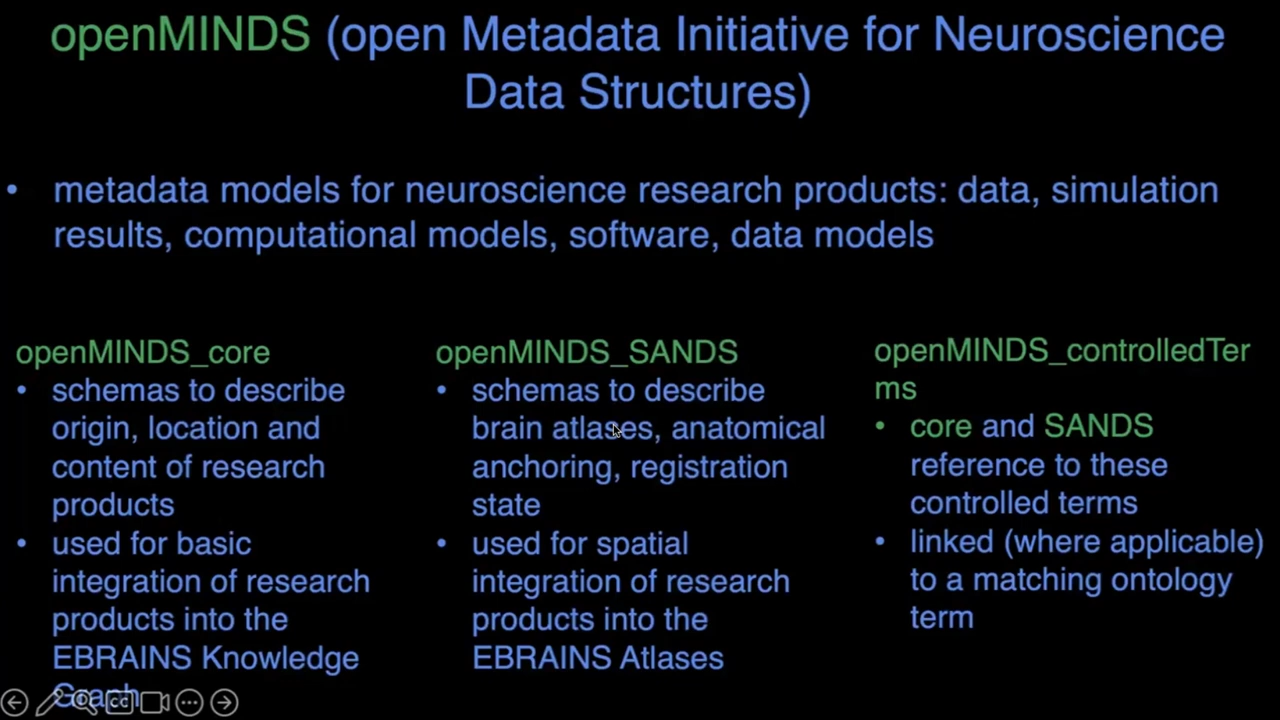 openMINDS (open Metadata Initiative for Neuroscience
Data Structures)
• metadata models for neuroscience research products: data, simulation
results, computational models, software, data models
openMINDS_core
• schemas to describe
origin, location and
content of research
products
• used for basic
integration of research
products into the
EBRAINS Knowledge
Graph
openMINDS_SANDS
• schemas to describe
brain atlases, anatomical
anchoring, registration
state
• used for spatial
integration of research
products into the
EBRAINS Atlases
openMINDS_controlledTer
ms
• core and SANDS
reference to these
controlled terms
• linked (where applicable)
to a matching ontology
term
CC